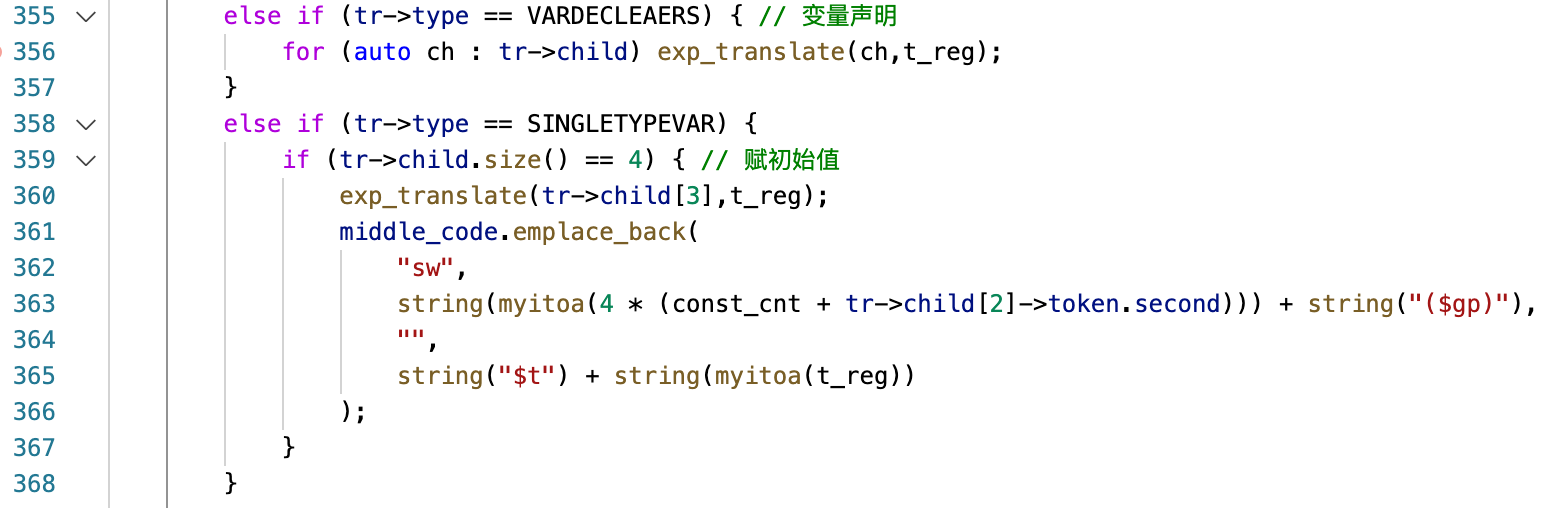 355 else if (tr->type == VARDECLEAERS) { // 变量声明
356 for (auto ch : tr->child) exp_translate(ch,t_reg);
357 }
358 else if (tr->type == SINGLETYPEVAR) {
359 if (tr->child.size() == 4) { // 赋初始值
360 exp_translate(tr->child[3],t_reg);
361 middle_code.emplace_back(
362 "sw",
363 string(myitoa(4 * (const_cnt + tr->child[2]->token.second))) + string("($gp)"),
364 "",
365 string("$t") + string(myitoa(t_reg))
366 );
367 }
368 }